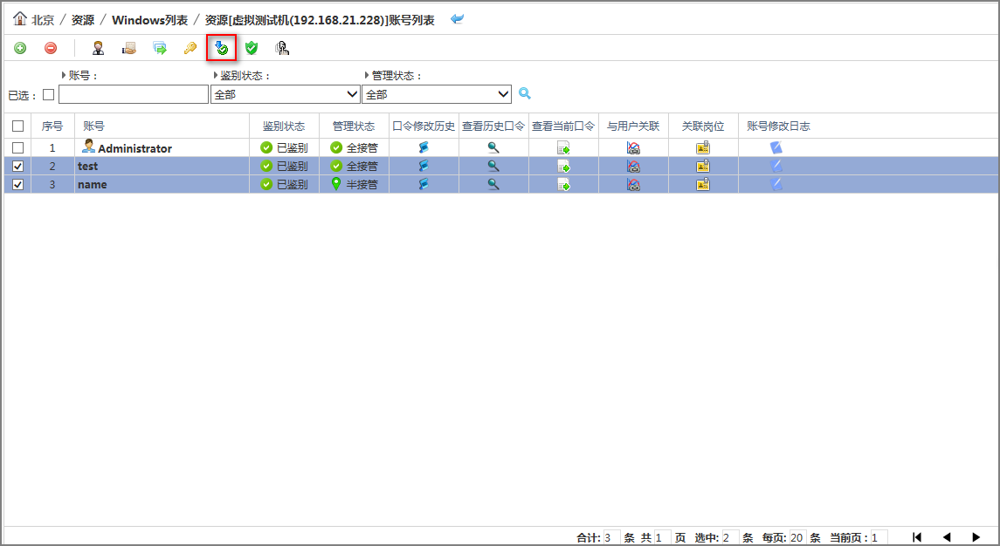 北京 / 资源 / Windows列表 / 资源[虚拟测试机(192.168.21.228)]账号列表
账号： 鉴别状态： 管理状态：
已选： 全部 全部
序号 账号 鉴别状态 管理状态 口令修改历史 查看历史口令 查看当前口令 与用户关联 关联岗位 账号修改日志
1 Administrator 已鉴别 全接管
2 test 已鉴别 全接管
3 name 已鉴别 半接管
合计: 3 条 共 1 页 选中: 2 条 每页: 20 条 当前页: 1